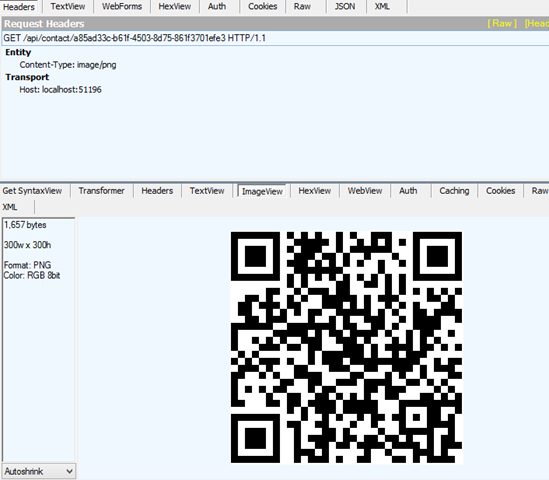 Headers TextView WebForms HexView Auth Cookies Raw JSON XML
Request Headers [ Raw ] [Head
GET /api/contact/a85ad33c-b61f-4503-8d75-861f3701efe3 HTTP/1.1
Entity
Content-Type: image/png
Transport
Host: localhost:51196
Get SyntaxView Transformer Headers TextView ImageView HexView WebView Auth Caching Cookies Raw
XML
1,657 bytes
300w x 300h
Format: PNG
Color: RGB 8bit
Autoshrink